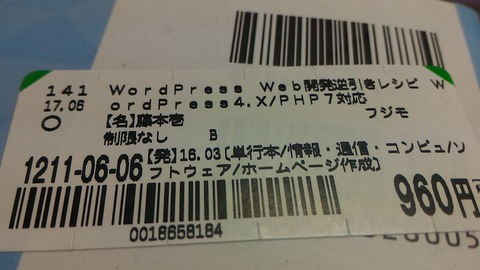 141 WordPress Web開発逆引きレシピ W
17.06 ordPress4.X/PHP7対応
【名】藤本壱 フジモ
制限なし B
【発】16.03【単行本/情報・通信・コンピュ/ソ
1211-06-06 フトウェア/ホームページ作成】
960円
0018658184